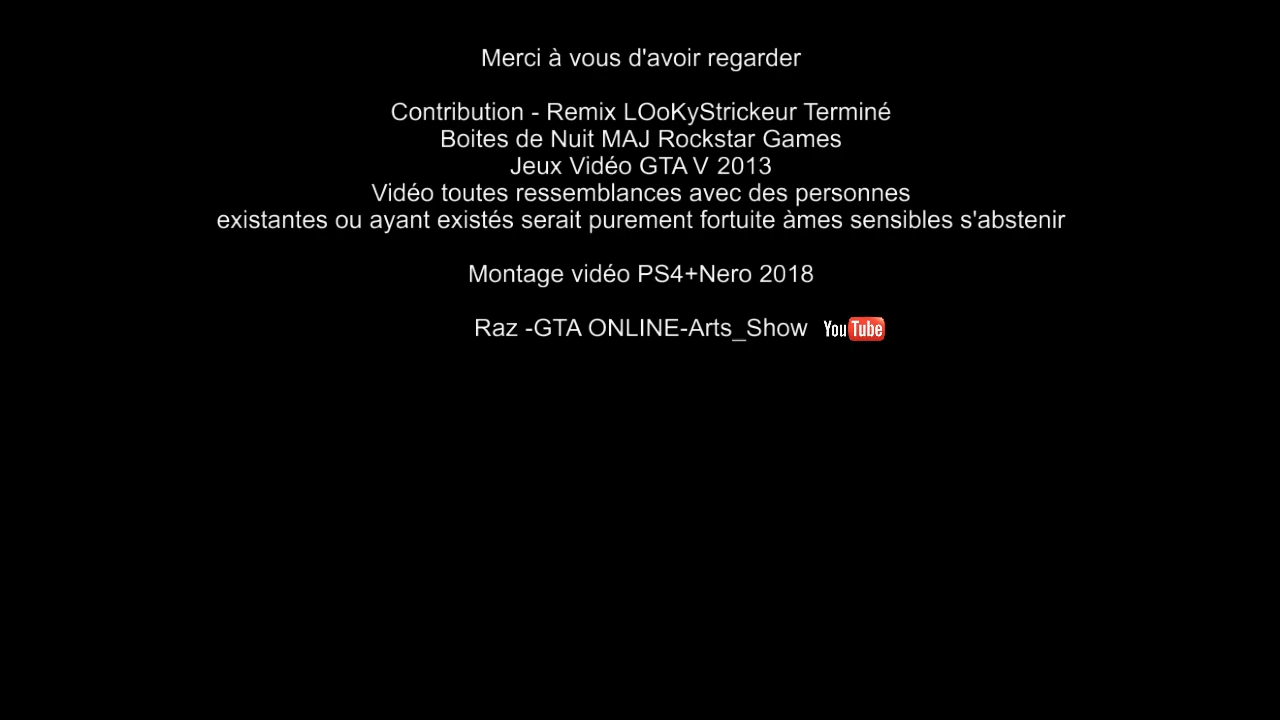 Merci à vous d'avoir regarder
Contribution - Remix LOoKyStrickeur Terminé
Boites de Nuit MAJ Rockstar Games
Jeux Vidéo GTA V 2013
Vidéo toutes ressemblances avec des personnes
existantes ou ayant existés serait purement fortuite àmes sensibles s'abstenir
Montage vidéo PS4+Nero 2018
Raz -GTA ONLINE-Arts_Show YouTube